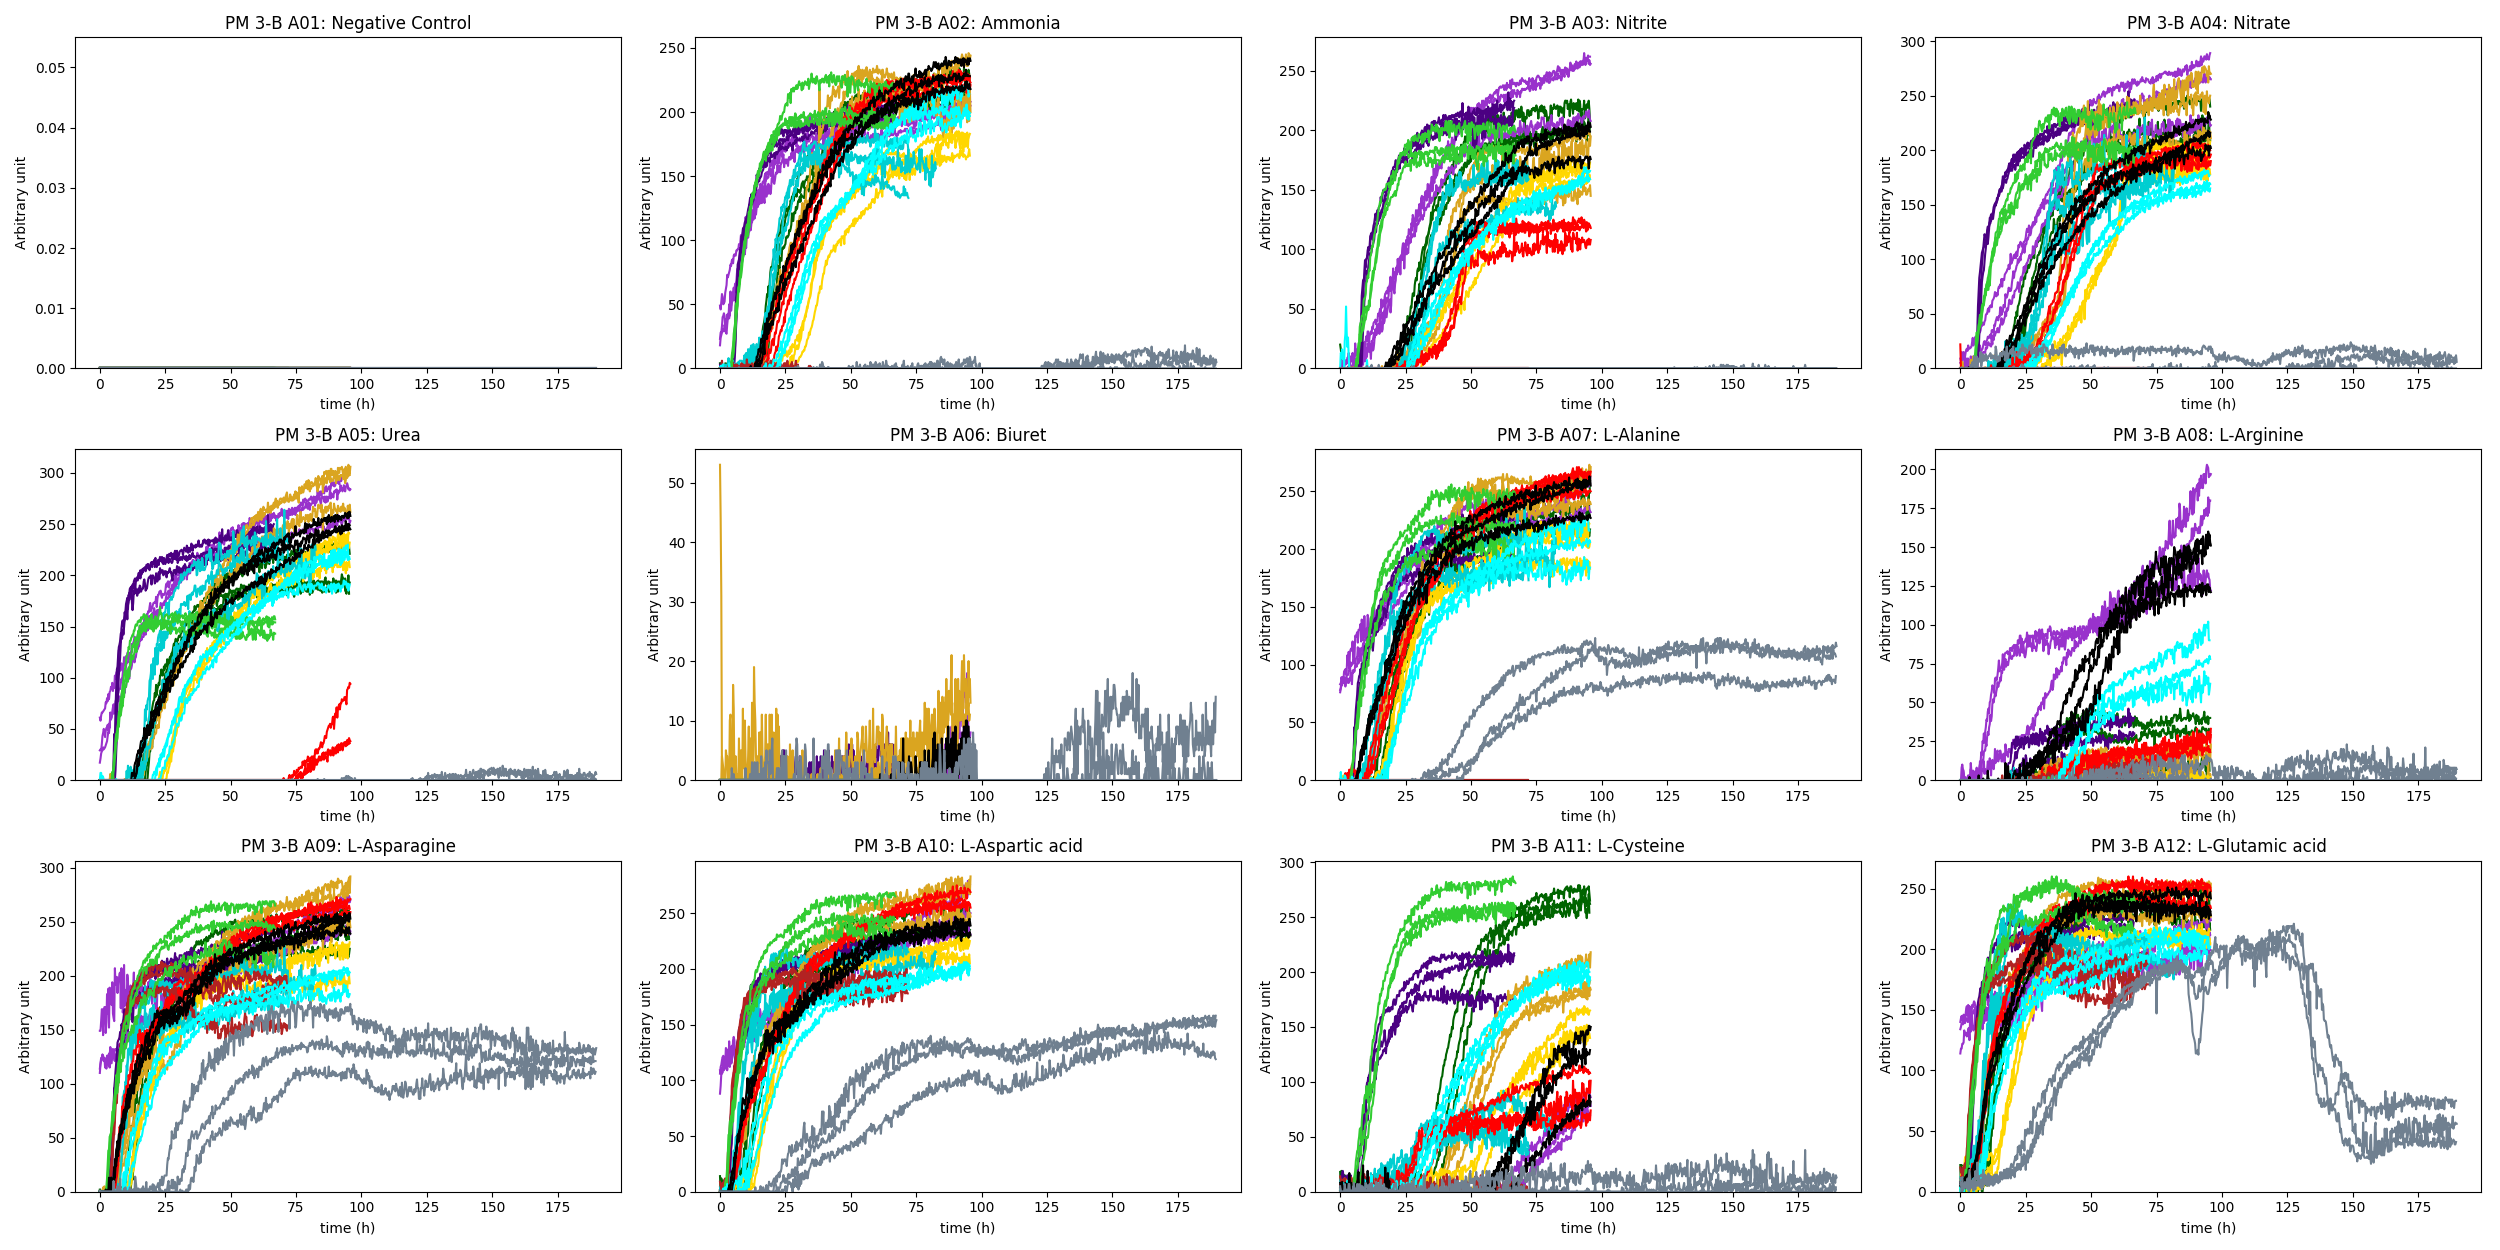 PM 3-B A01: Negative Control
PM 3-B A02: Ammonia
PM 3-B A03: Nitrite
PM 3-B A04: Nitrate
Arbitrary unit
0.05
0.04
0.03
0.02
0.01
0.00
0 25 50 75 100 125 150 175
time (h)
Arbitrary unit
250
200
150
100
50
0
0 25 50 75 100 125 150 175
time (h)
Arbitrary unit
250
200
150
100
50
0
0 25 50 75 100 125 150 175
time (h)
Arbitrary unit
300
250
200
150
100
50
0
0 25 50 75 100 125 150 175
time (h)
PM 3-B A05: Urea
PM 3-B A06: Biuret
PM 3-B A07: L-Alanine
PM 3-B A08: L-Arginine
Arbitrary unit
300
250
200
150
100
50
0
0 25 50 75 100 125 150 175
time (h)
Arbitrary unit
50
40
30
20
10
0
0 25 50 75 100 125 150 175
time (h)
Arbitrary unit
250
200
150
100
50
0
0 25 50 75 100 125 150 175
time (h)
Arbitrary unit
200
175
150
125
100
75
50
25
0
0 25 50 75 100 125 150 175
time (h)
PM 3-B A09: L-Asparagine
PM 3-B A10: L-Aspartic acid
PM 3-B A11: L-Cysteine
PM 3-B A12: L-Glutamic acid
Arbitrary unit
300
250
200
150
100
50
0
0 25 50 75 100 125 150 175
time (h)
Arbitrary unit
250
200
150
100
50
0
0 25 50 75 100 125 150 175
time (h)
Arbitrary unit
300
250
200
150
100
50
0
0 25 50 75 100 125 150 175
time (h)
Arbitrary unit
250
200
150
100
50
0
0 25 50 75 100 125 150 175
time (h)